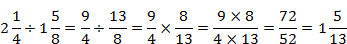 2 1/4 ÷ 1 5/8 = 9/4 ÷ 13/8 = 9/4 × 8/13 = (9 × 8)/(4 × 13) = 72/52 = 1 5/13